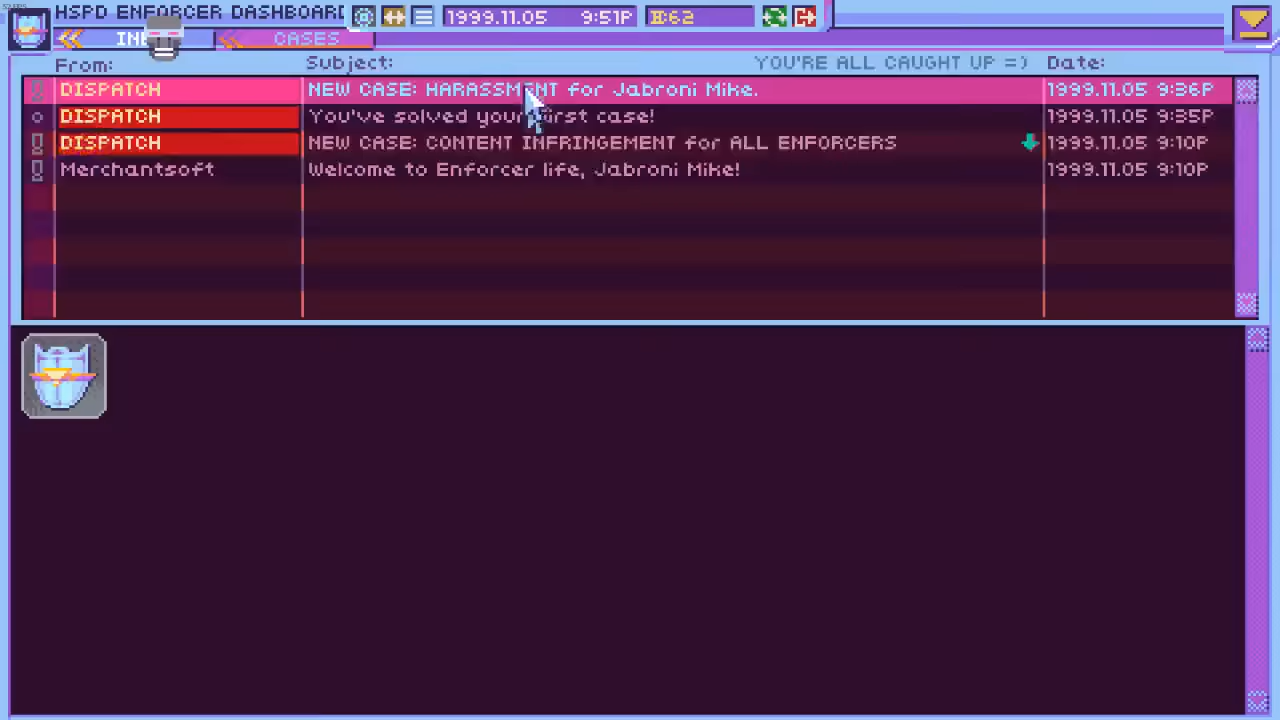 HSPD ENFORCER DASHBOARD
1999.11.05 9:51P
62
CASES
From: Subject: YOU'RE ALL CAUGHT UP =) Date:
DISPATCH NEW CASE: HARASSMENT for Jabroni Mike. 1999.11.05 9:36P
DISPATCH You've solved your first case! 1999.11.05 9:35P
DISPATCH NEW CASE: CONTENT INFRINGEMENT for ALL ENFORCERS 1999.11.05 9:10P
Merchantsoft Welcome to Enforcer life, Jabroni Mike! 1999.11.05 9:10P